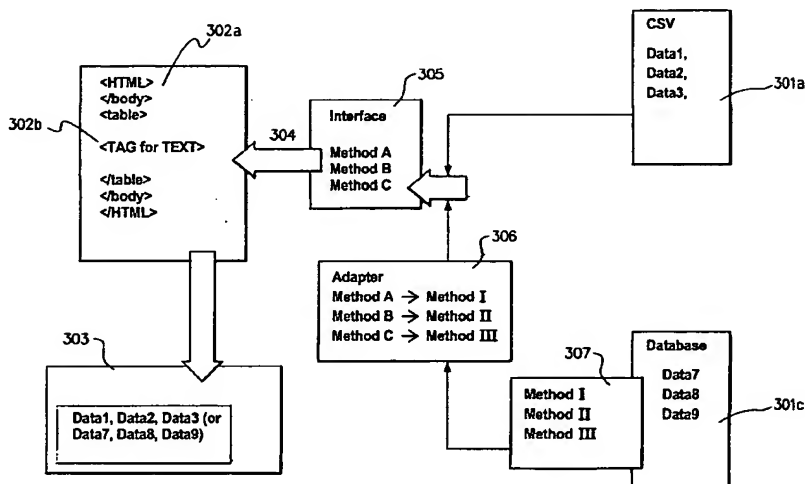 302a
<HTML>
</body>
<table>
302b
<TAG for TEXT>
</table>
</body>
</HTML>
304
305
Interface
Method A
Method B
Method C
CSV
Data1,
Data2,
Data3,
301a
306
Adapter
Method A → Method I
Method B → Method II
Method C → Method III
303
Data1, Data2, Data3 (or
Data7, Data8, Data9)
307
Method I
Method II
Method III
Database
Data7
Data8
Data9
301c